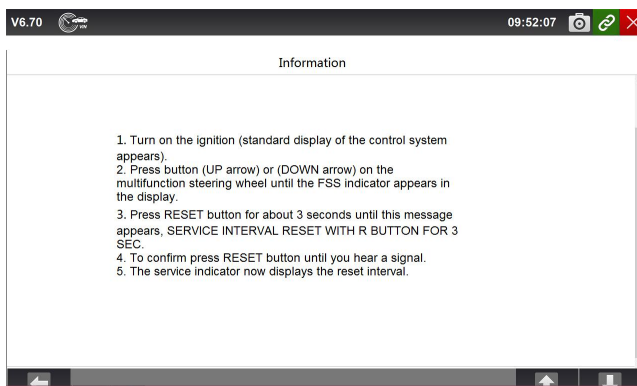 V6.70
VIN
09:52:07
Information
1. Turn on the ignition (standard display of the control system
appears).
2. Press button (UP arrow) or (DOWN arrow) on the
multifunction steering wheel until the FSS indicator appears in
the display.
3. Press RESET button for about 3 seconds until this message
appears, SERVICE INTERVAL RESET WITH R BUTTON FOR 3
SEC.
4. To confirm press RESET button until you hear a signal.
5. The service indicator now displays the reset interval.